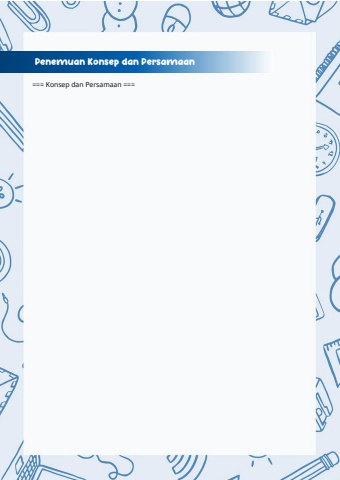 Penemuan Konsep dan Persamaan
=== Konsep dan Persamaan ===